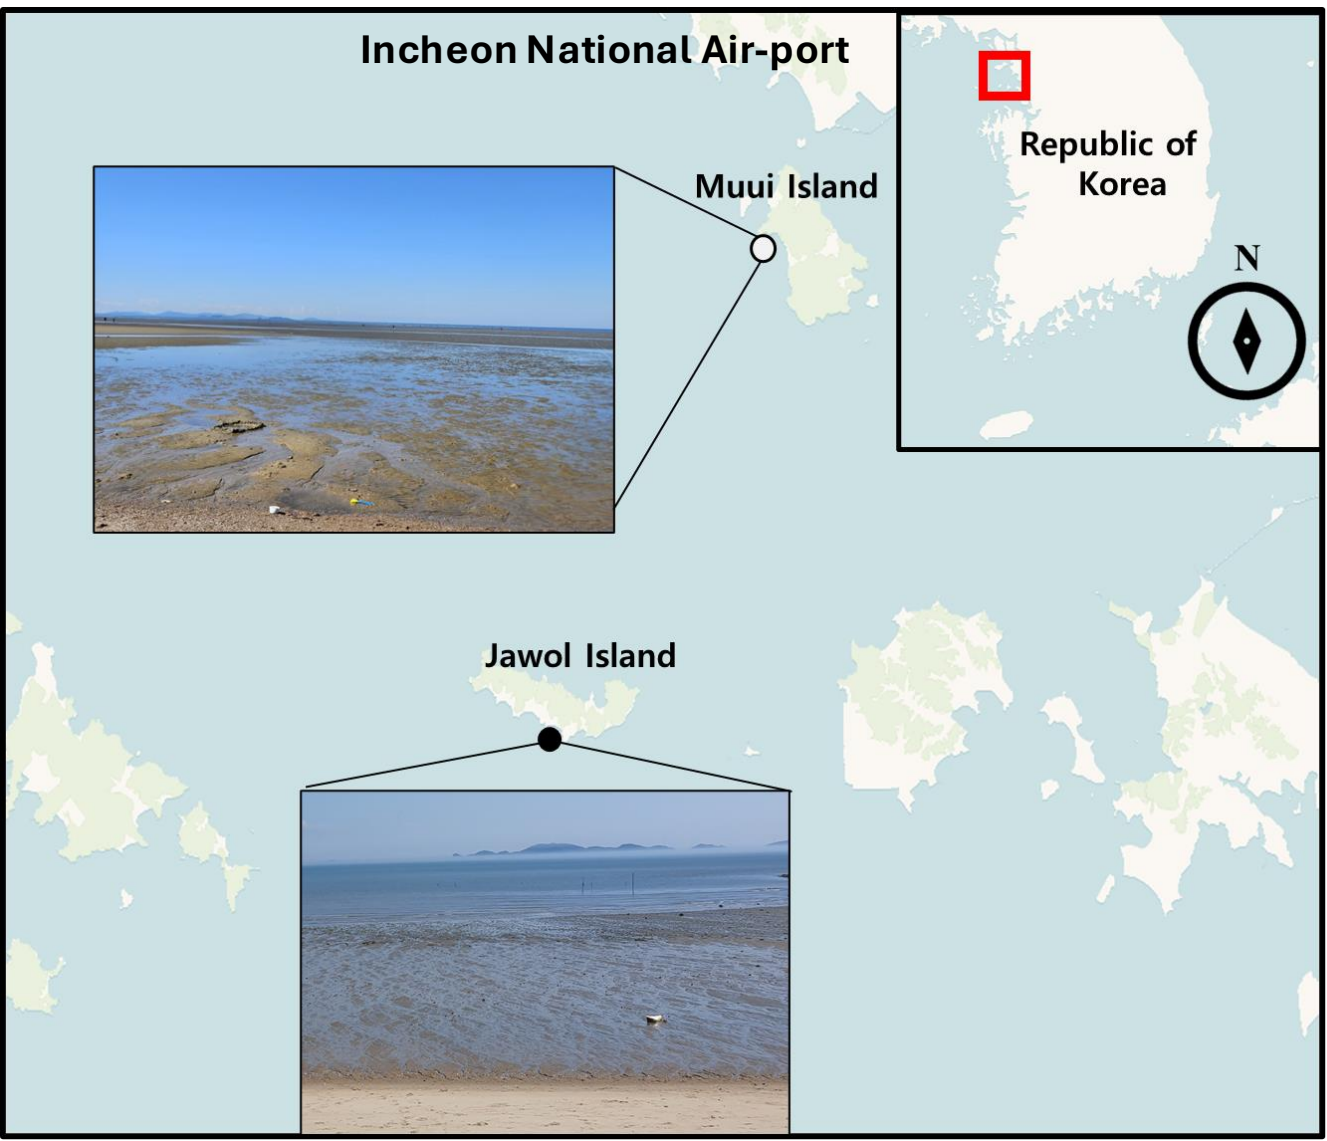 Incheon National Air-port
Muui Island
Republic of
Korea
N
Jawol Island